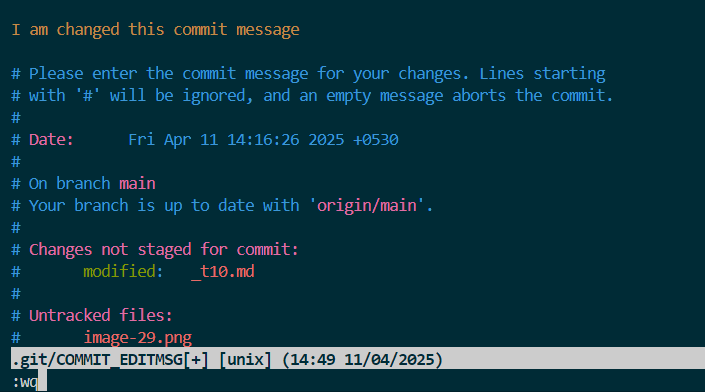 I am changed this commit message
# Please enter the commit message for your changes. Lines starting
# with '#' will be ignored, and an empty message aborts the commit.
#
# Date:      Fri Apr 11 14:16:26 2025 +0530
#
# On branch main
# Your branch is up to date with 'origin/main'.
#
# Changes not staged for commit:
#       modified:   _t10.md
#
# Untracked files:
#       image-29.png
.git/COMMIT_EDITMSG[+] [unix] (14:49 11/04/2025)
:wq